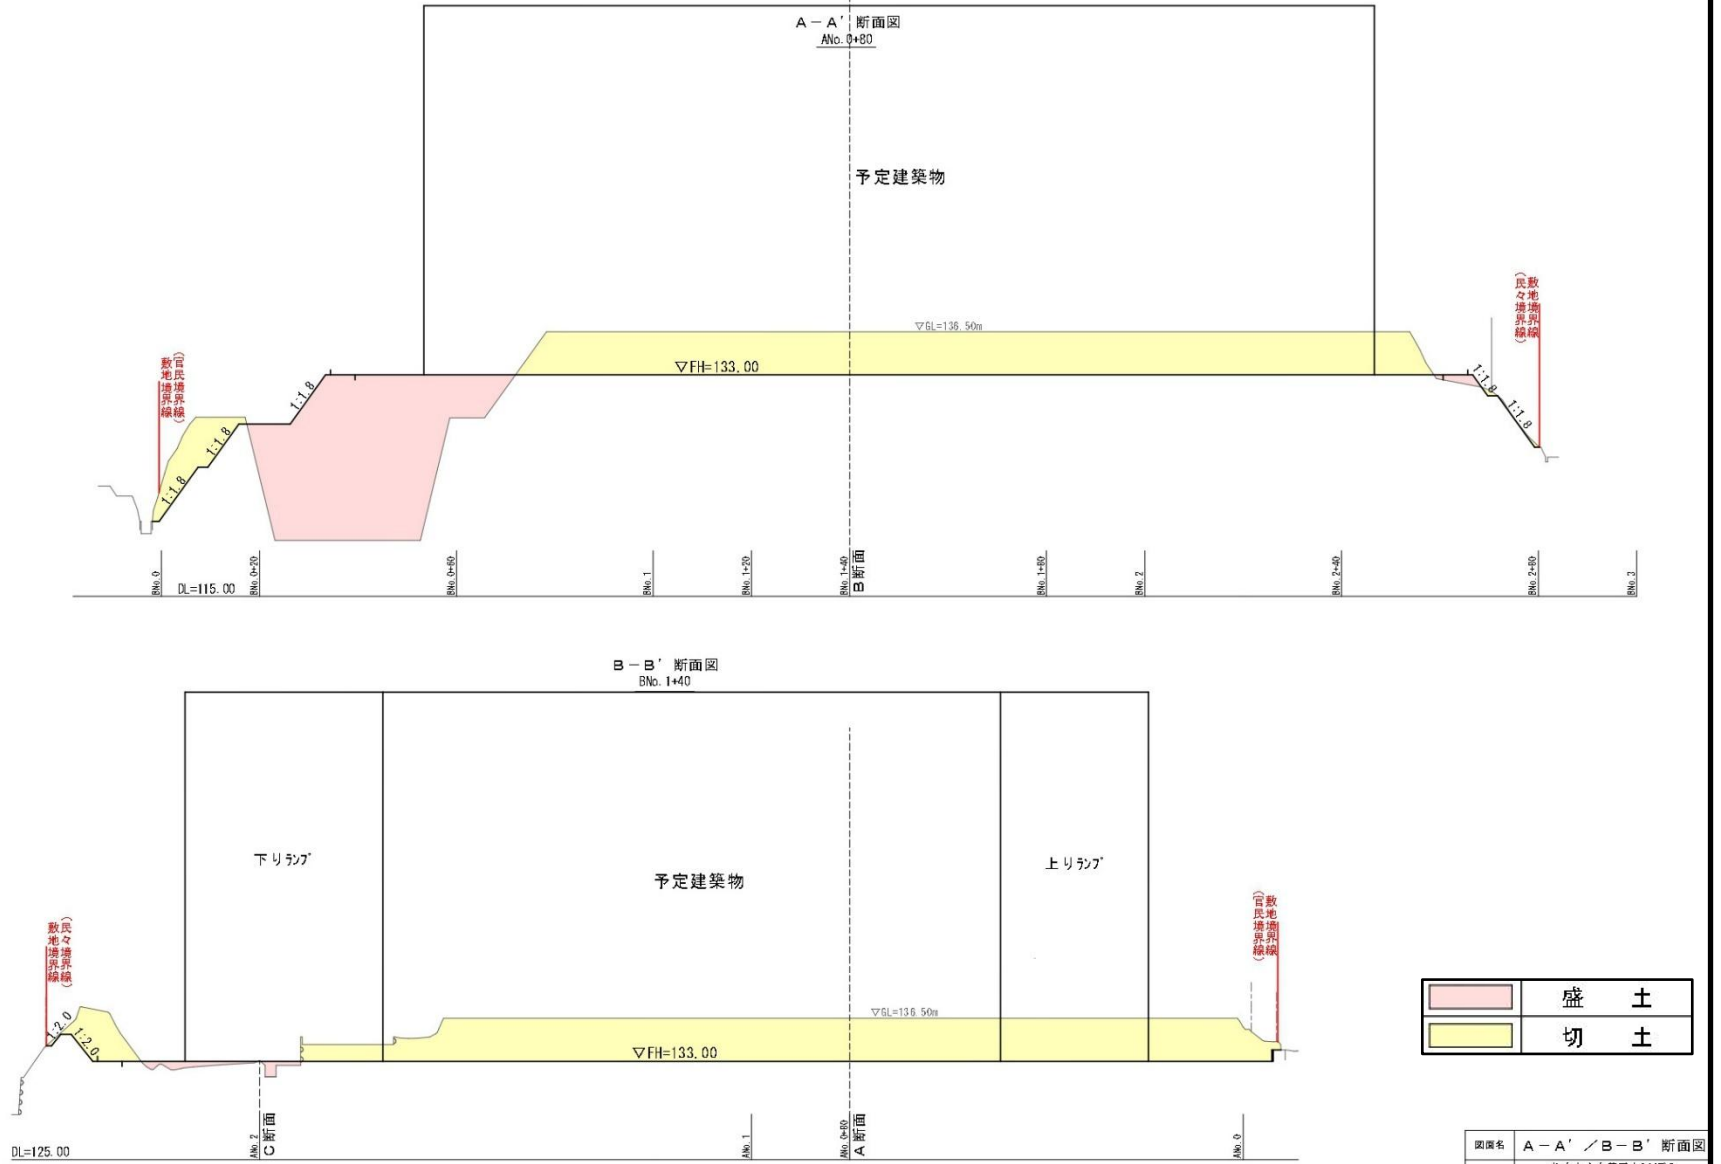 A－A' 断面図
ANo. 0+80
予定建築物
▽GL=136.50m
▽FH=133.00
敷地境界線
(官民境界線)
敷地境界線
(民々境界線)
1:1.8
1:1.8
1:1.8
1:1.8
1:1.8
DL=115.00
BNo.0
BNo.0+20
BNo.0+60
BNo.1
BNo.1+20
BNo.1+40
B断面
BNo.1+80
BNo.2
BNo.2+40
BNo.2+80
BNo.3
B－B' 断面図
BNo. 1+40
下りﾗﾝﾌﾟ
予定建築物
上りﾗﾝﾌﾟ
敷地境界線
(民々境界線)
敷地境界線
(官民境界線)
1:2.0
1:2.0
▽GL=136.50m
▽FH=133.00
DL=125.00
ANo.2
C断面
ANo.1
ANo.0+80
A断面
ANo.0
盛 土
切 土
図面名 A－A' ／B－B' 断面図